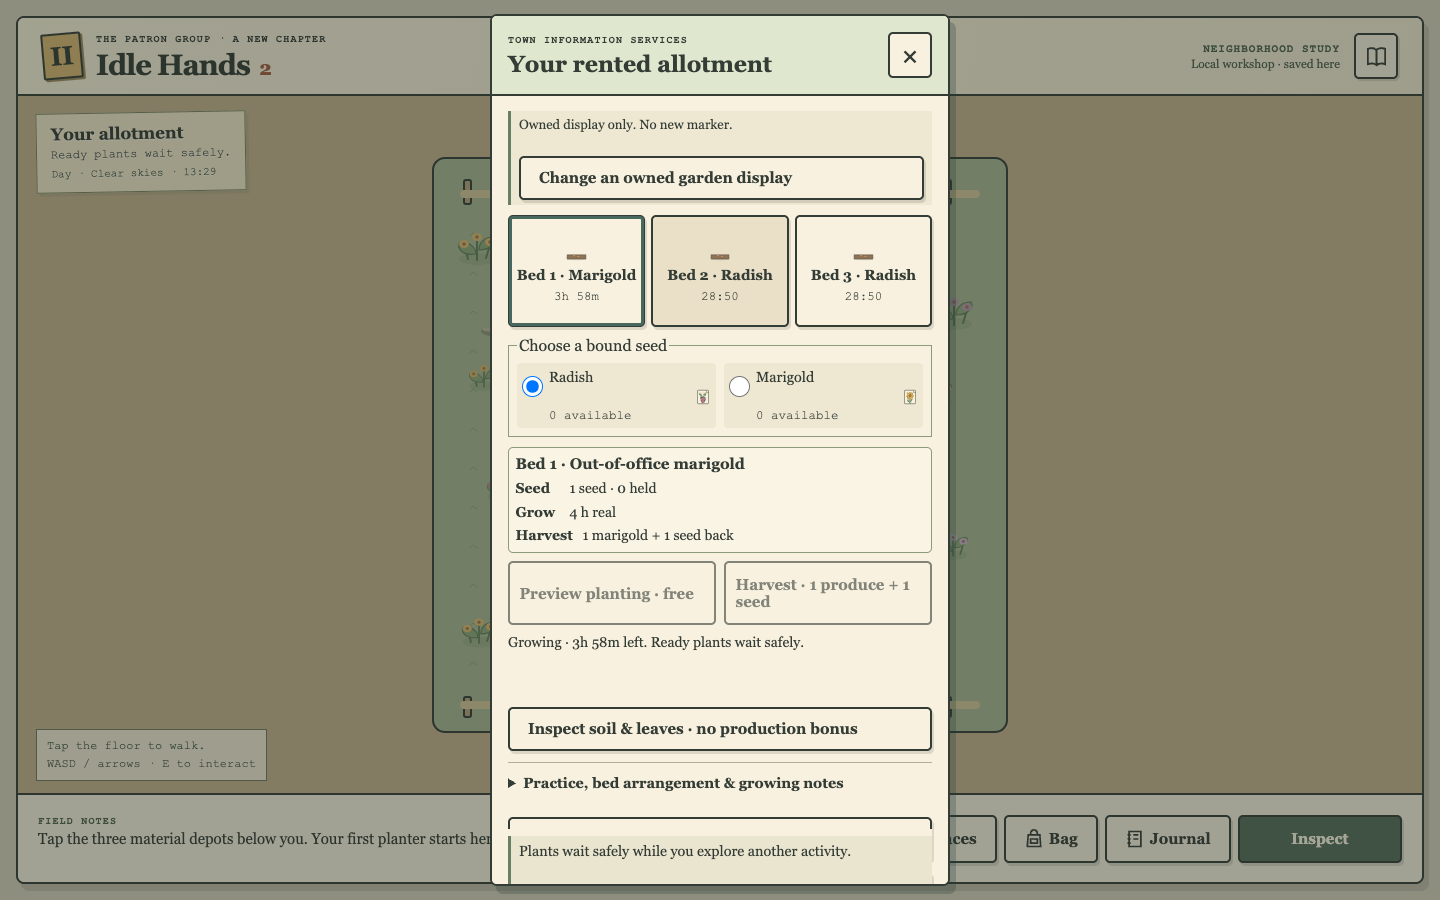 II
THE PATRON GROUP · A NEW CHAPTER
Idle Hands 2
TOWN INFORMATION SERVICES
Your rented allotment
×
NEIGHBORHOOD STUDY
Local workshop · saved here
Your allotment
Ready plants wait safely.
Day · Clear skies · 13:29
Owned display only. No new marker.
Change an owned garden display
Bed 1 · Marigold
3h 58m
Bed 2 · Radish
28:50
Bed 3 · Radish
28:50
Choose a bound seed
Radish
0 available
Marigold
0 available
Bed 1 · Out-of-office marigold
Seed 1 seed · 0 held
Grow 4 h real
Harvest 1 marigold + 1 seed back
Preview planting · free
Harvest · 1 produce + 1
seed
Growing · 3h 58m left. Ready plants wait safely.
Inspect soil & leaves · no production bonus
Practice, bed arrangement & growing notes
Plants wait safely while you explore another activity.
Tap the floor to walk.
WASD / arrows · E to interact
FIELD NOTES
Tap the three material depots below you. Your first planter starts
Bag
Journal
Inspect